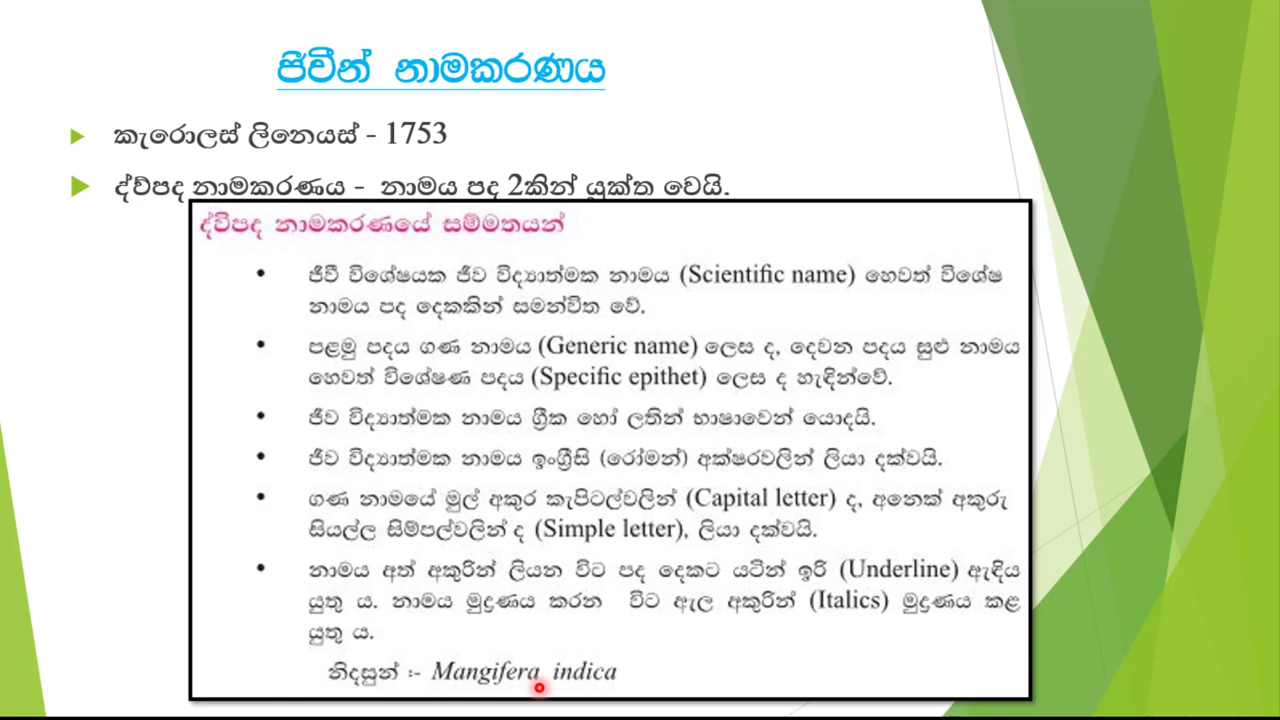 ජීවීන් නාමකරණය
කැරොලස් ලිනෙයස් - 1753
ද්විපද නාමකරණය - නාමය පද 2කින් යුක්ත වෙයි.
ද්විපද නාමකරණයේ සම්මතයන්
• ජීවී විශේෂයක ජීව විද්‍යාත්මක නාමය (Scientific name) හෙවත් විශේෂ
නාමය පද දෙකකින් සමන්විත වේ.
• පළමු පදය ගණ නාමය (Generic name) ලෙස ද, දෙවන පදය සුළු නාමය
හෙවත් විශේෂණ පදය (Specific epithet) ලෙස ද හැඳින්වේ.
• ජීව විද්‍යාත්මක නාමය ග්‍රීක හෝ ලතින් භාෂාවෙන් යොදයි.
• ජීව විද්‍යාත්මක නාමය ඉංග්‍රීසි (රෝමන්) අක්ෂරවලින් ලියා දක්වයි.
• ගණ නාමයේ මුල් අකුර කැපිටල්වලින් (Capital letter) ද, අනෙක් අකුරු
සියල්ල සිම්පල්වලින් ද (Simple letter), ලියා දක්වයි.
• නාමය අත් අකුරින් ලියන විට පද දෙකට යටින් ඉරි (Underline) ඇඳිය
යුතු ය. නාමය මුද්‍රණය කරන විට ඇල අකුරින් (Italics) මුද්‍රණය කළ
යුතු ය.
නිදසුන් :- Mangifera indica